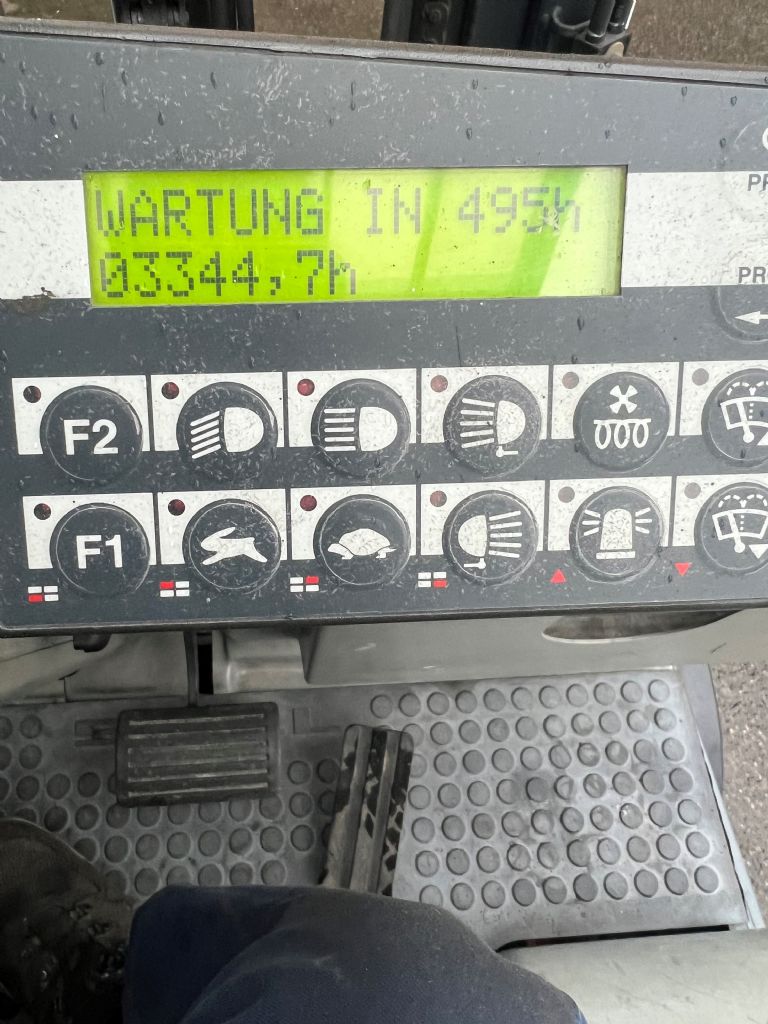 WARTUNG IN 495h
03344,7h
F2
F1